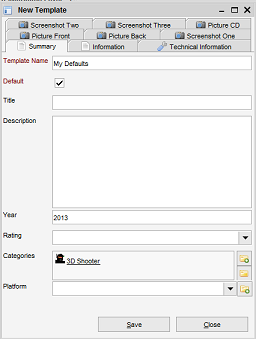 New Template
Screenshot Two
Screenshot Three
Picture CD
Picture Front
Picture Back
Screenshot One
Summary
Information
Technical Information
Template Name
My Defaults
Default
Title
Description
Year
2013
Rating
Categories
3D Shooter
Platform
Save
Close